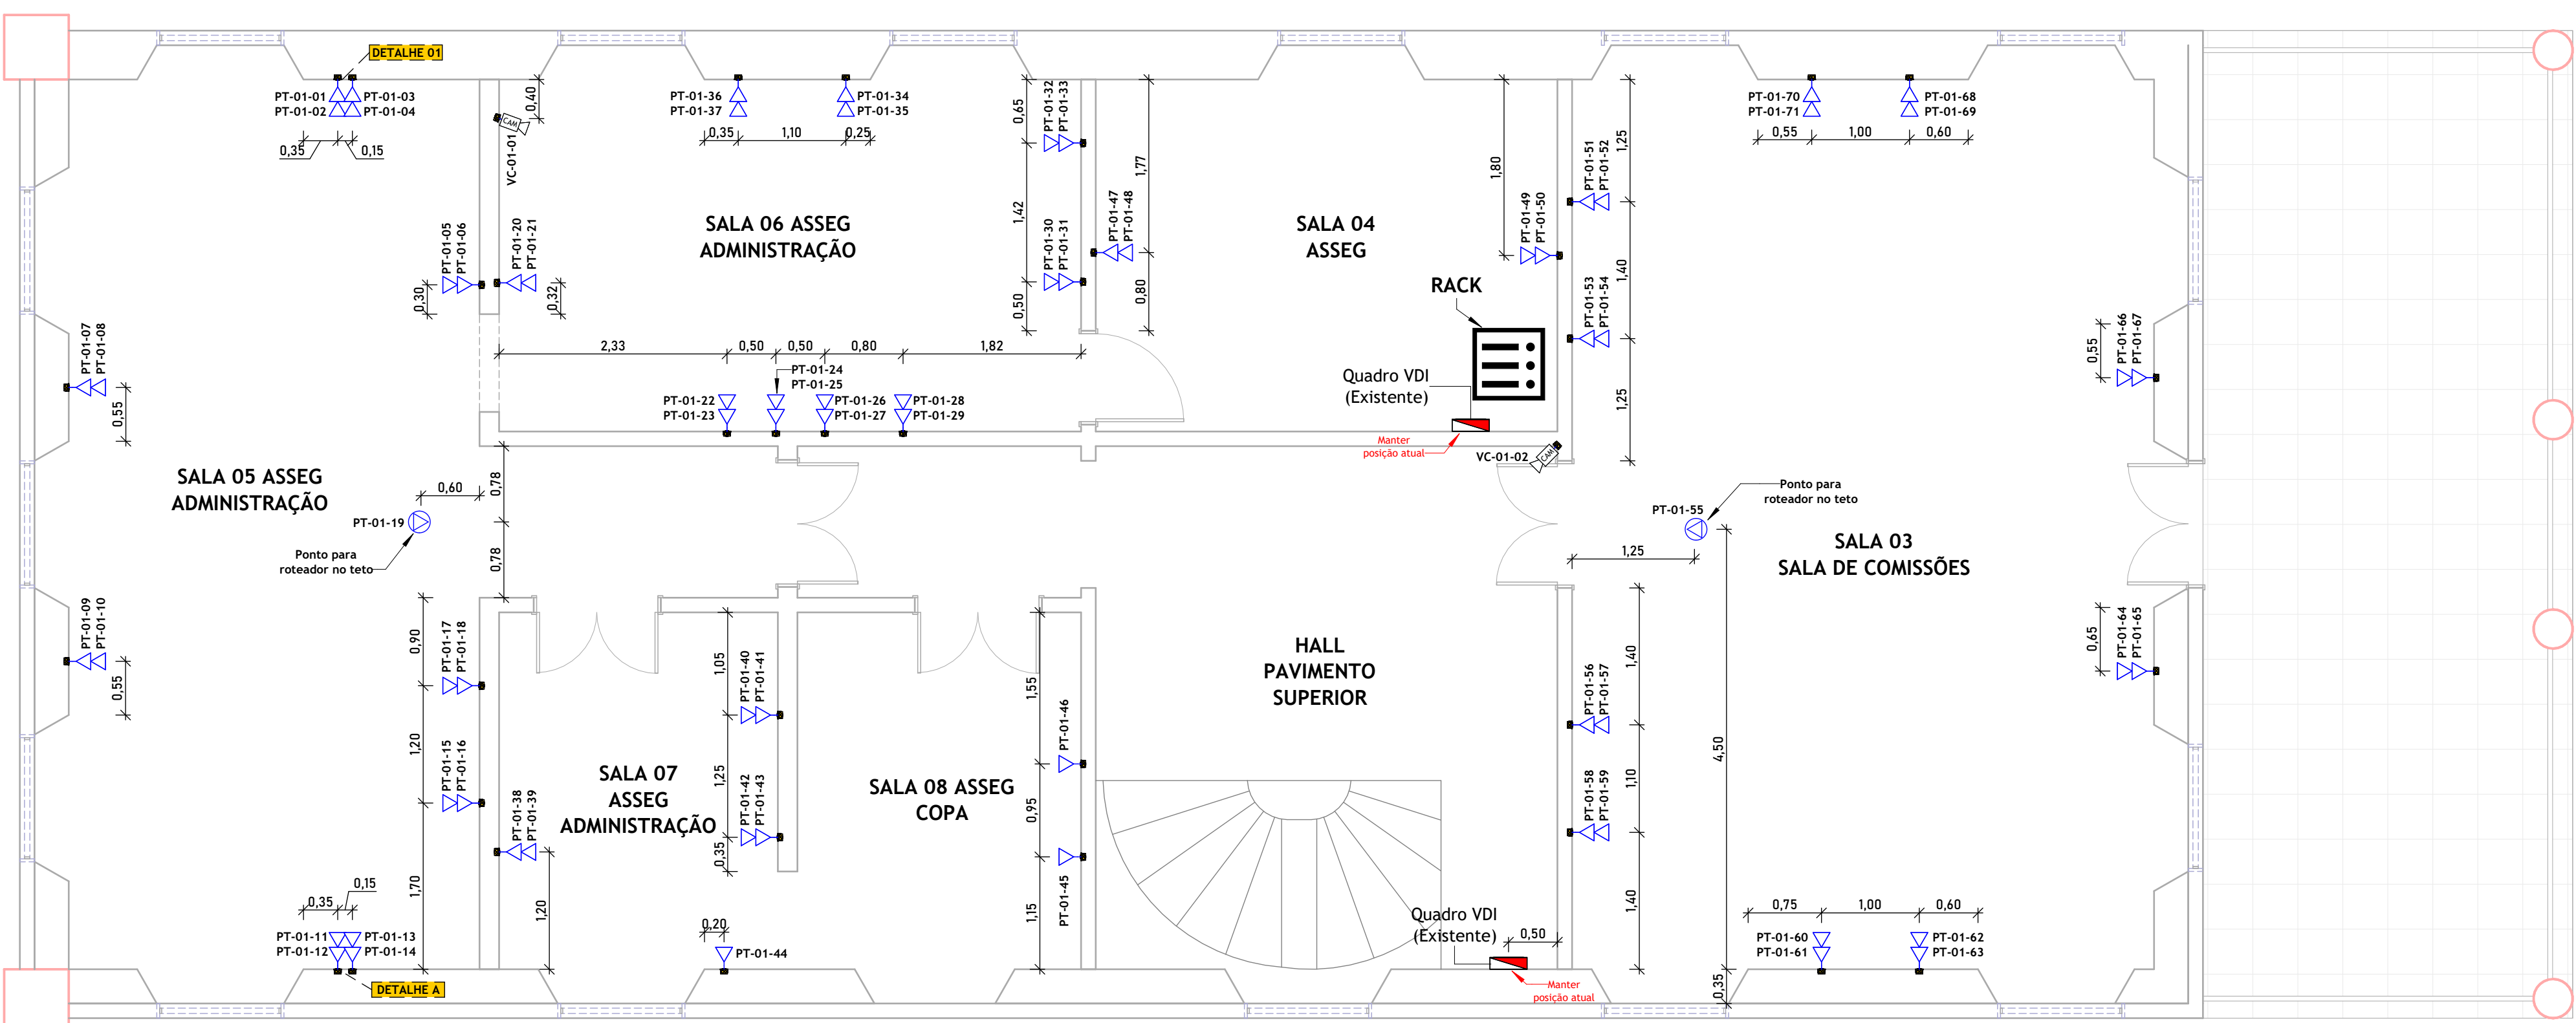 DETALHE 01
PT-01-01
PT-01-02
PT-01-03
PT-01-04
0,35
0,15
0,40
CAM
VC-01-01
PT-01-36
PT-01-37
PT-01-34
PT-01-35
0,35
1,10
0,25
PT-01-32
PT-01-33
0,65
1,42
0,50
PT-01-30
PT-01-31
PT-01-47
PT-01-48
1,77
0,80
SALA 06 ASSEG
ADMINISTRAÇÃO
PT-01-05
PT-01-06
0,30
PT-01-20
PT-01-21
0,32
SALA 04
ASSEG
1,80
PT-01-49
PT-01-50
PT-01-51
PT-01-52
PT-01-53
PT-01-54
1,25
1,40
1,25
PT-01-70
PT-01-71
PT-01-68
PT-01-69
0,55
1,00
0,60
RACK
Quadro VDI
(Existente)
Manter
posição atual
VC-01-02
CAM
2,33
0,50
0,50
0,80
1,82
PT-01-24
PT-01-25
PT-01-22
PT-01-23
PT-01-26
PT-01-27
PT-01-28
PT-01-29
PT-01-07
PT-01-08
0,55
PT-01-66
PT-01-67
0,55
SALA 05 ASSEG
ADMINISTRAÇÃO
0,60
0,78
0,78
PT-01-19
Ponto para
roteador no teto
Ponto para
roteador no teto
PT-01-55
1,25
4,50
SALA 03
SALA DE COMISSÕES
PT-01-09
PT-01-10
0,55
PT-01-17
PT-01-18
PT-01-15
PT-01-16
0,90
1,20
1,70
PT-01-40
PT-01-41
PT-01-42
PT-01-43
1,05
1,25
0,35
PT-01-38
PT-01-39
1,20
SALA 07
ASSEG
ADMINISTRAÇÃO
SALA 08 ASSEG
COPA
1,55
0,95
1,15
PT-01-46
PT-01-45
HALL
PAVIMENTO
SUPERIOR
PT-01-56
PT-01-57
PT-01-58
PT-01-59
1,40
1,10
1,40
PT-01-64
PT-01-65
0,65
0,35
0,15
PT-01-11
PT-01-12
PT-01-13
PT-01-14
DETALHE A
0,20
PT-01-44
Quadro VDI
(Existente)
0,50
Manter
posição atual
0,75
1,00
0,60
PT-01-60
PT-01-61
PT-01-62
PT-01-63
0,35